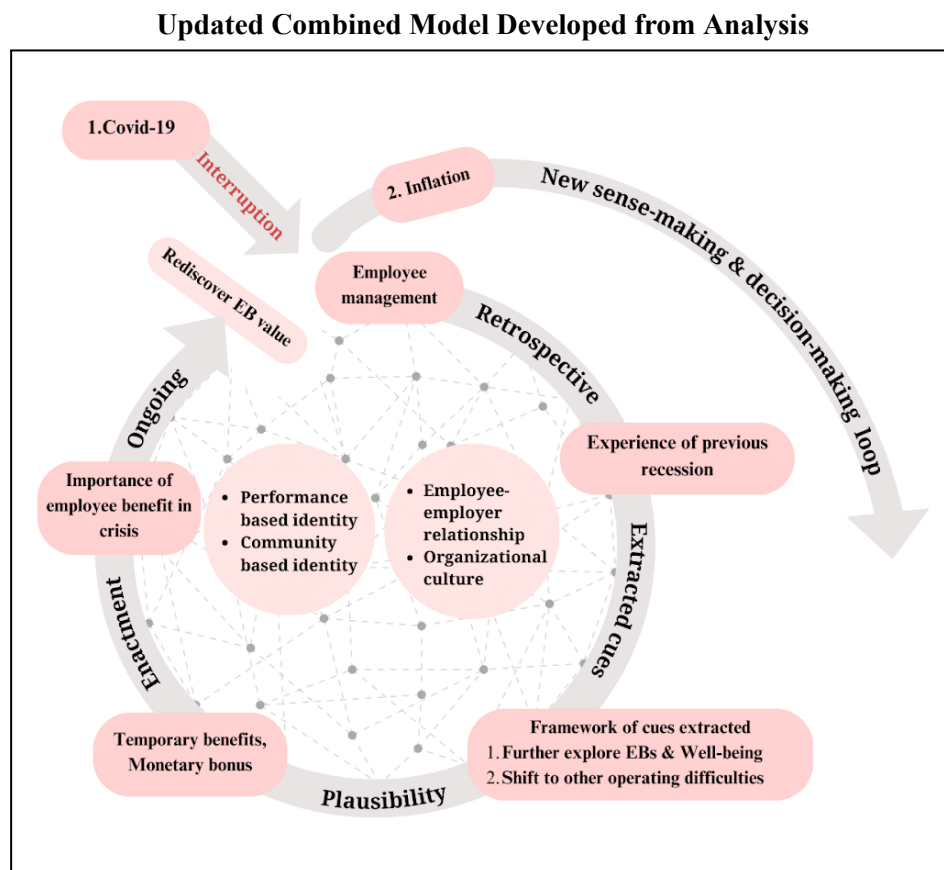 Updated Combined Model Developed from Analysis
1.Covid-19
Interruption
2. Inflation
New sense-making & decision-making loop
Rediscover EB value
Employee
management
Retrospective
Ongoing
Experience of previous
recession
Importance of
employee benefit in
crisis
• Performance
based identity
• Community
based identity
• Employee-
employer
relationship
• Organizational
culture
Extracted cues
Enactment
Temporary benefits,
Monetary bonus
Framework of cues extracted
1. Further explore EBs & Well-being
2. Shift to other operating difficulties
Plausibility